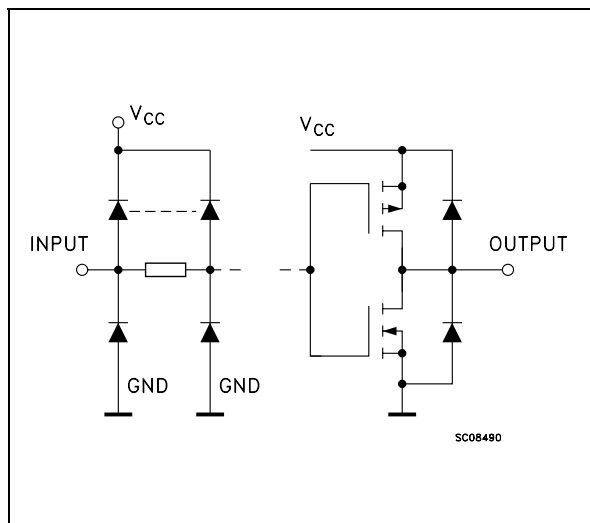 VCC
VCC
INPUT
OUTPUT
GND
GND
SC08490